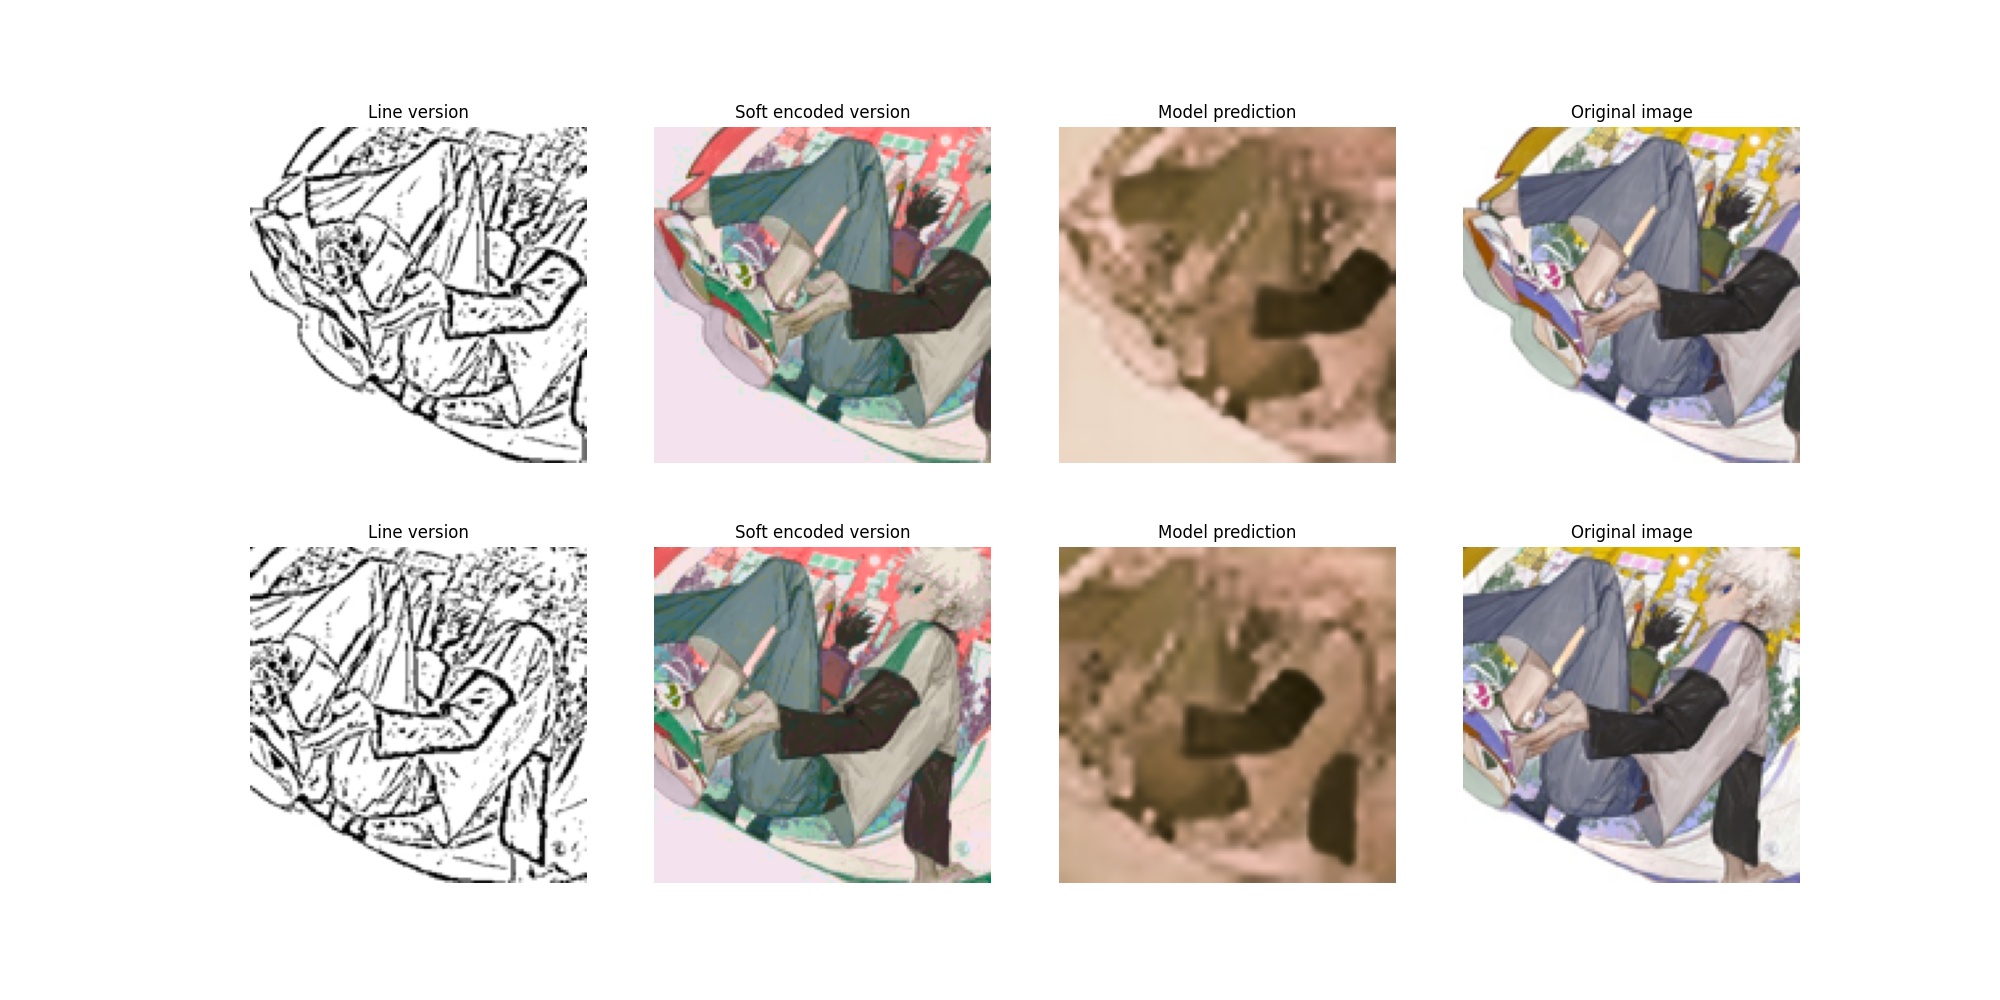 Line version
Soft encoded version
Model prediction
Original image
Line version
Soft encoded version
Model prediction
Original image